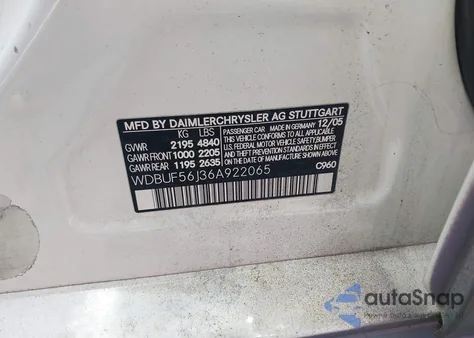 MFD BY DAIMLERCHRYSLER AG STUTTGART
KG LBS PASSENGER CAR MADE IN GERMANY 12/05
GVWR 2195 4840 THIS VEHICLE CONFORMS TO ALL APPLICABLE
GAWR FRONT 1000 2205 U.S. FEDERAL MOTOR VEHICLE SAFETY BUMPER
GAWR REAR 1195 2635 AND THEFT PREVENTION STANDARDS IN EFFECT
ON THE DATE OF MANUFACTURE SHOWN ABOVE
WDBUF56J36A922065 C960
autoSnap